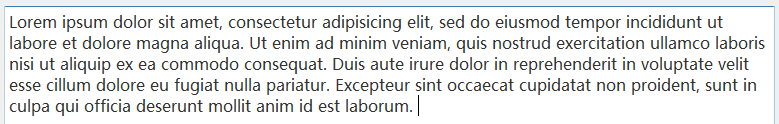 Lorem ipsum dolor sit amet, consectetur adipisicing elit, sed do eiusmod tempor incididunt ut
labore et dolore magna aliqua. Ut enim ad minim veniam, quis nostrud exercitation ullamco laboris
nisi ut aliquip ex ea commodo consequat. Duis aute irure dolor in reprehenderit in voluptate velit
esse cillum dolore eu fugiat nulla pariatur. Excepteur sint occaecat cupidatat non proident, sunt in
culpa qui officia deserunt mollit anim id est laborum.